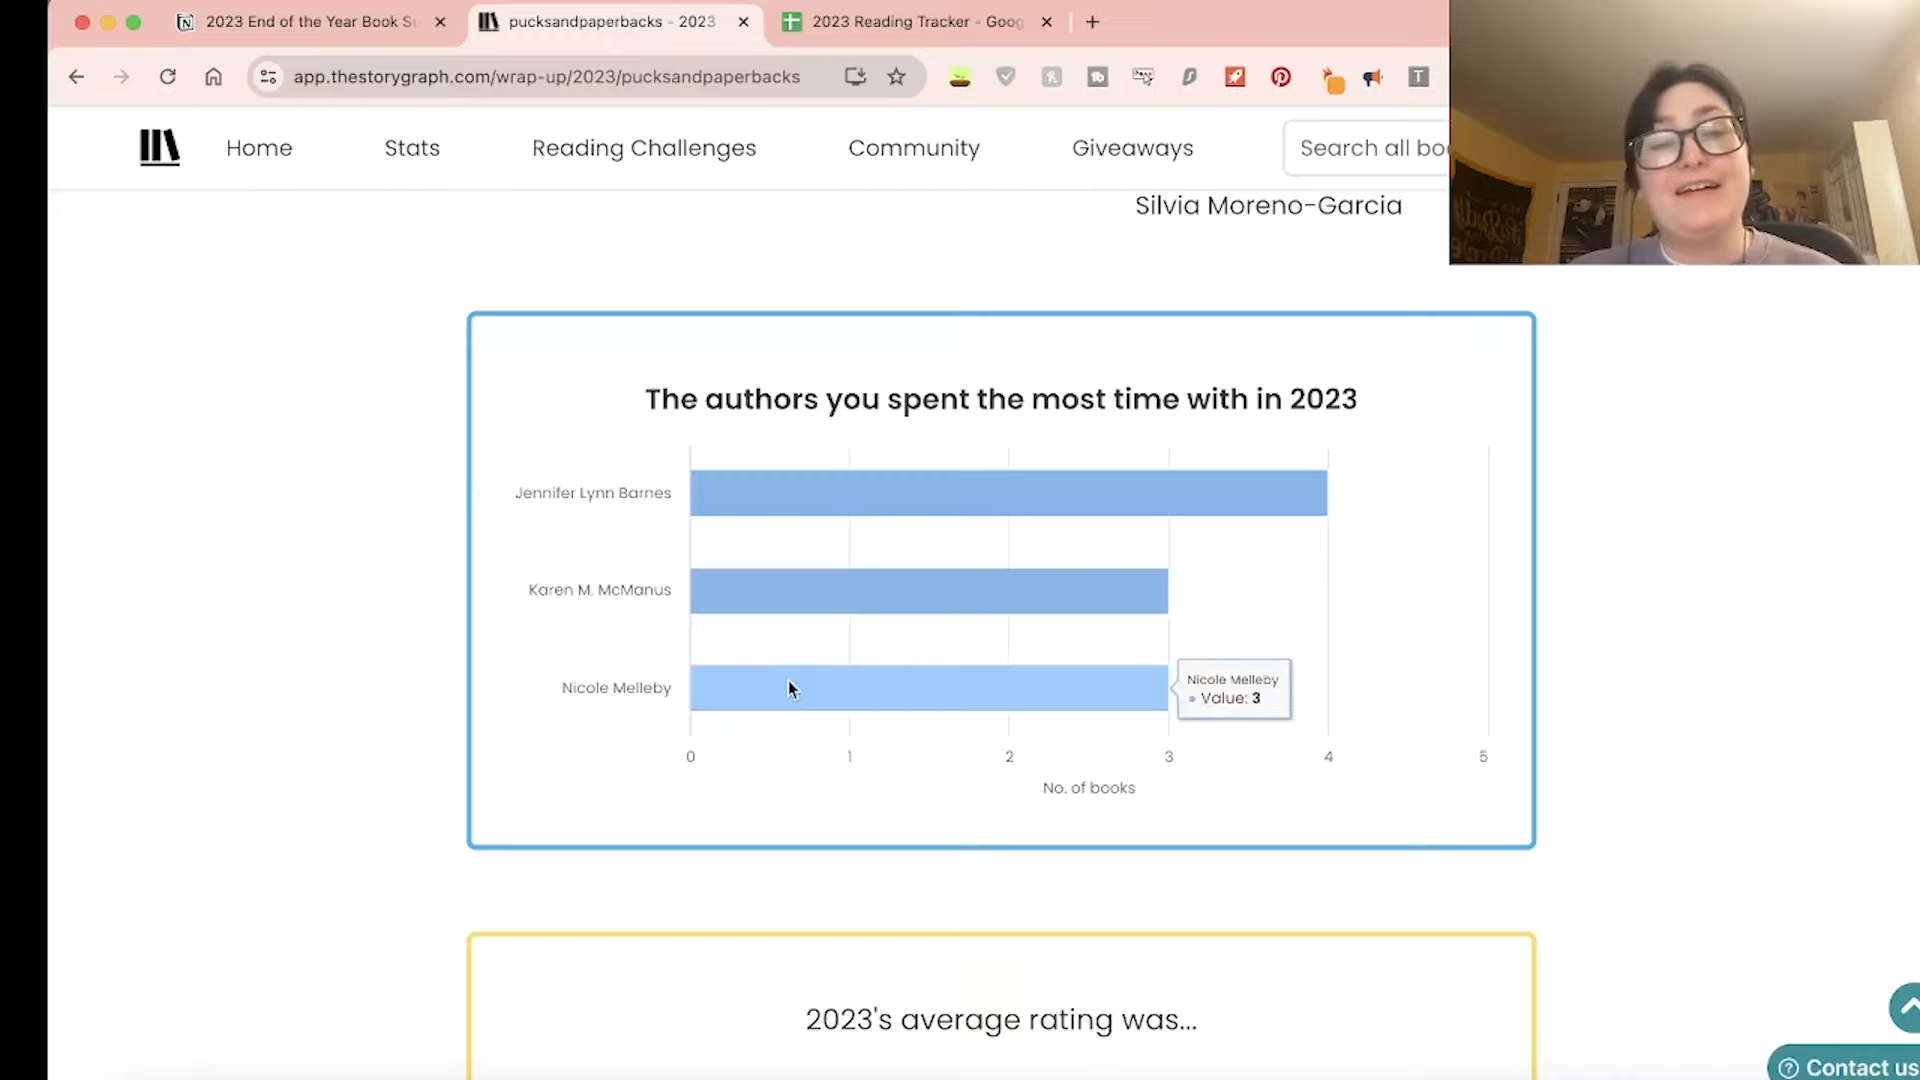 2023 End of the Year Book Su
pucksandpaperbacks - 2023
2023 Reading Tracker - Goog
app.thestorygraph.com/wrap-up/2023/pucksandpaperbacks
Home
Stats
Reading Challenges
Community
Giveaways
Search all boo
Silvia Moreno-Garcia
The authors you spent the most time with in 2023
Jennifer Lynn Barnes
Karen M. McManus
Nicole Melleby
Nicole Melleby
Value: 3
0 1 2 3 4 5
No. of books
2023's average rating was...
Contact us